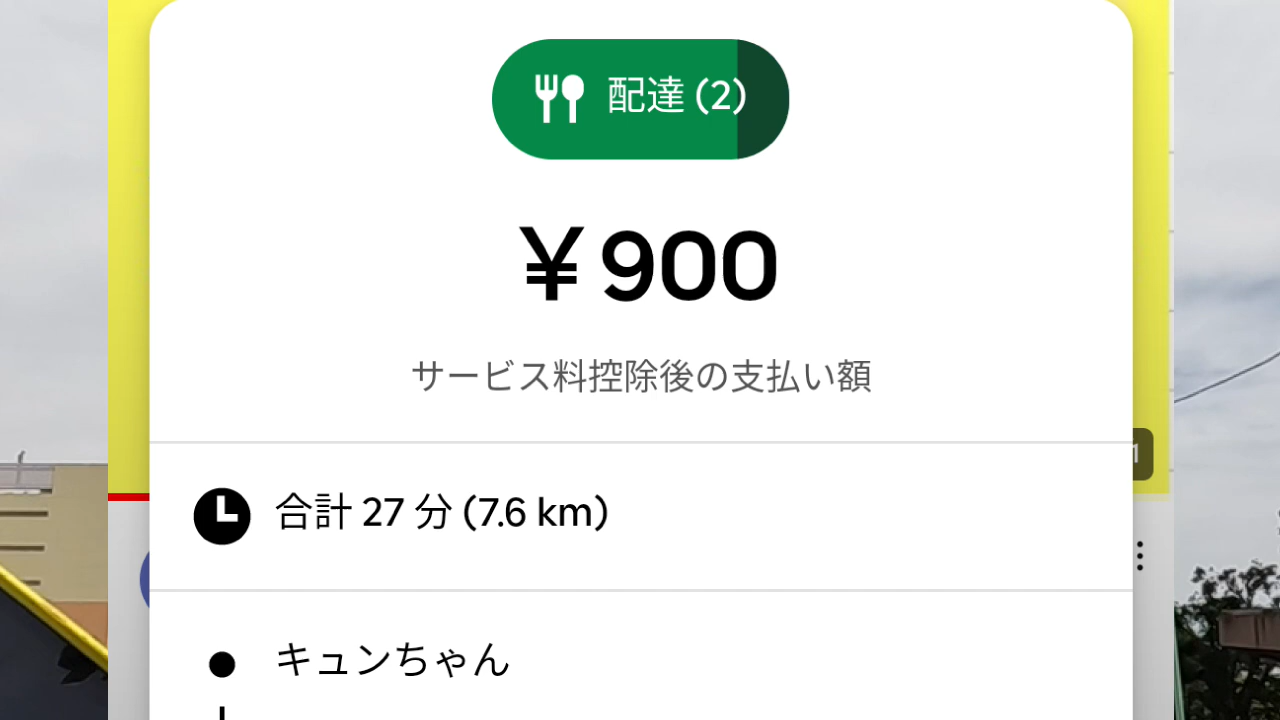 配達 (2)
¥ 900
サービス料控除後の支払い額
合計 27 分 (7.6 km)
キュンちゃん